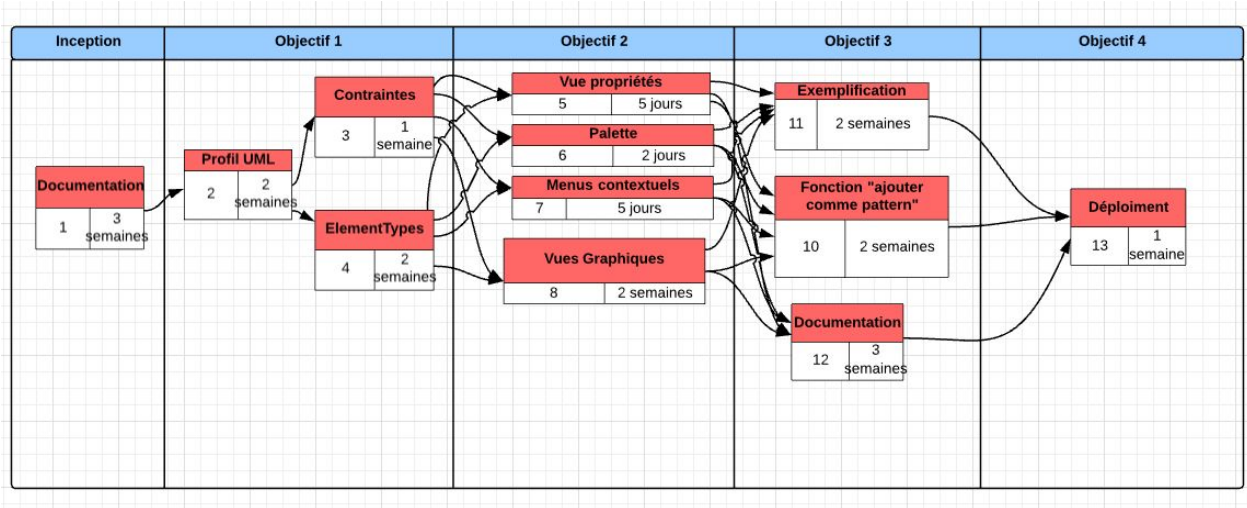 Inception
Objectif 1
Objectif 2
Objectif 3
Objectif 4
Documentation
1
3
semaines
Profil UML
2
2
semaines
Contraintes
3
1
semaine
ElementTypes
4
2
semaines
Vue propriétés
5
5 jours
Palette
6
2 jours
Menus contextuels
7
5 jours
Vues Graphiques
8
2 semaines
Exemplification
11
2 semaines
Fonction "ajouter
comme pattern"
10
2 semaines
Documentation
12
3
semaines
Déploiment
13
1
semaine